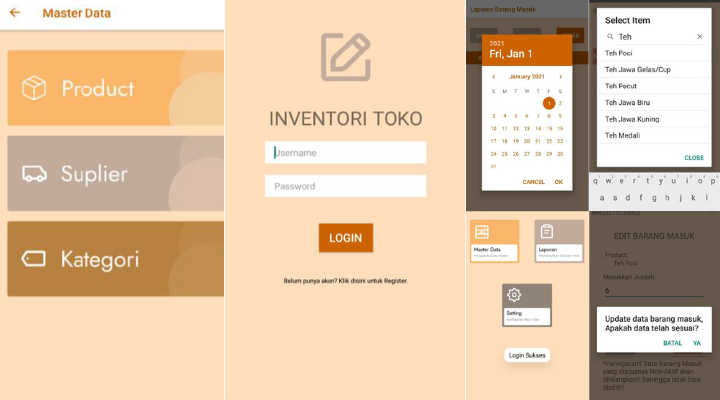 Master Data
Product
Suplier
Kategori
INVENTORI TOKO
Username
Password
LOGIN
Belum punya akun? Klik disini untuk Register.
Laporan Barang Masuk
2021
Fri, Jan 1
January 2021
S M T W T F S
1 2
3 4 5 6 7 8 9
10 11 12 13 14 15 16
17 18 19 20 21 22 23
24 25 26 27 28 29 30
31
CANCEL OK
Master Data
Laporan
Setting
Login Sukses
Select Item
Teh
Teh Poci
Teh Jawa Gelas/Cup
Teh Pecut
Teh Jawa Biru
Teh Jawa Kuning
Teh Medali
CLOSE
q w e r t y u i o p
a s d f g h j k l
EDIT BARANG MASUK
Product:
Teh Poci
Masukkan Jumlah:
6
Update data barang masuk,
Apakah data telah sesuai?
BATAL YA
*Peringatan!! Data Barang Masuk
yang statusnya Non-Aktif akan
dihilangkan!! Sehingga tidak bisa
diedit!!!